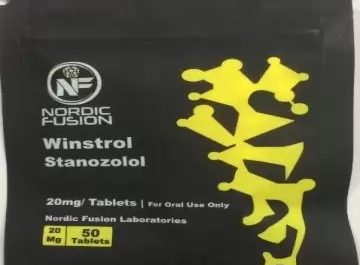 NF
NORDIC
FUSION
Winstrol
Stanozolol
20mg/ Tablets | For Oral Use Only
Nordic Fusion Laboratories
20 Mg 50 Tablets